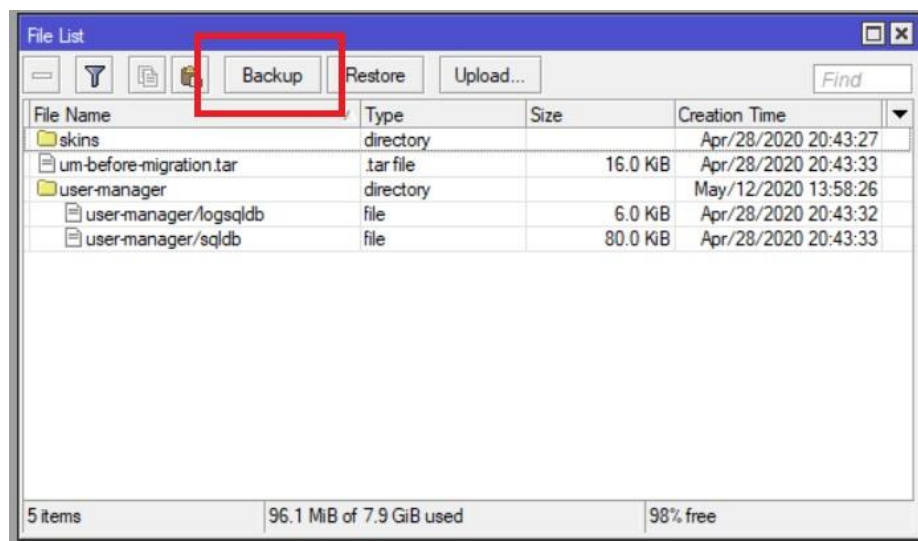 File List
Backup Restore Upload... Find
File Name Type Size Creation Time
skins directory Apr/28/2020 20:43:27
um-before-migration.tar .tar file 16.0 KiB Apr/28/2020 20:43:33
user-manager directory May/12/2020 13:58:26
user-manager/logsqldb file 6.0 KiB Apr/28/2020 20:43:32
user-manager/sqldb file 80.0 KiB Apr/28/2020 20:43:33
5 items 96.1 MiB of 7.9 GiB used 98% free